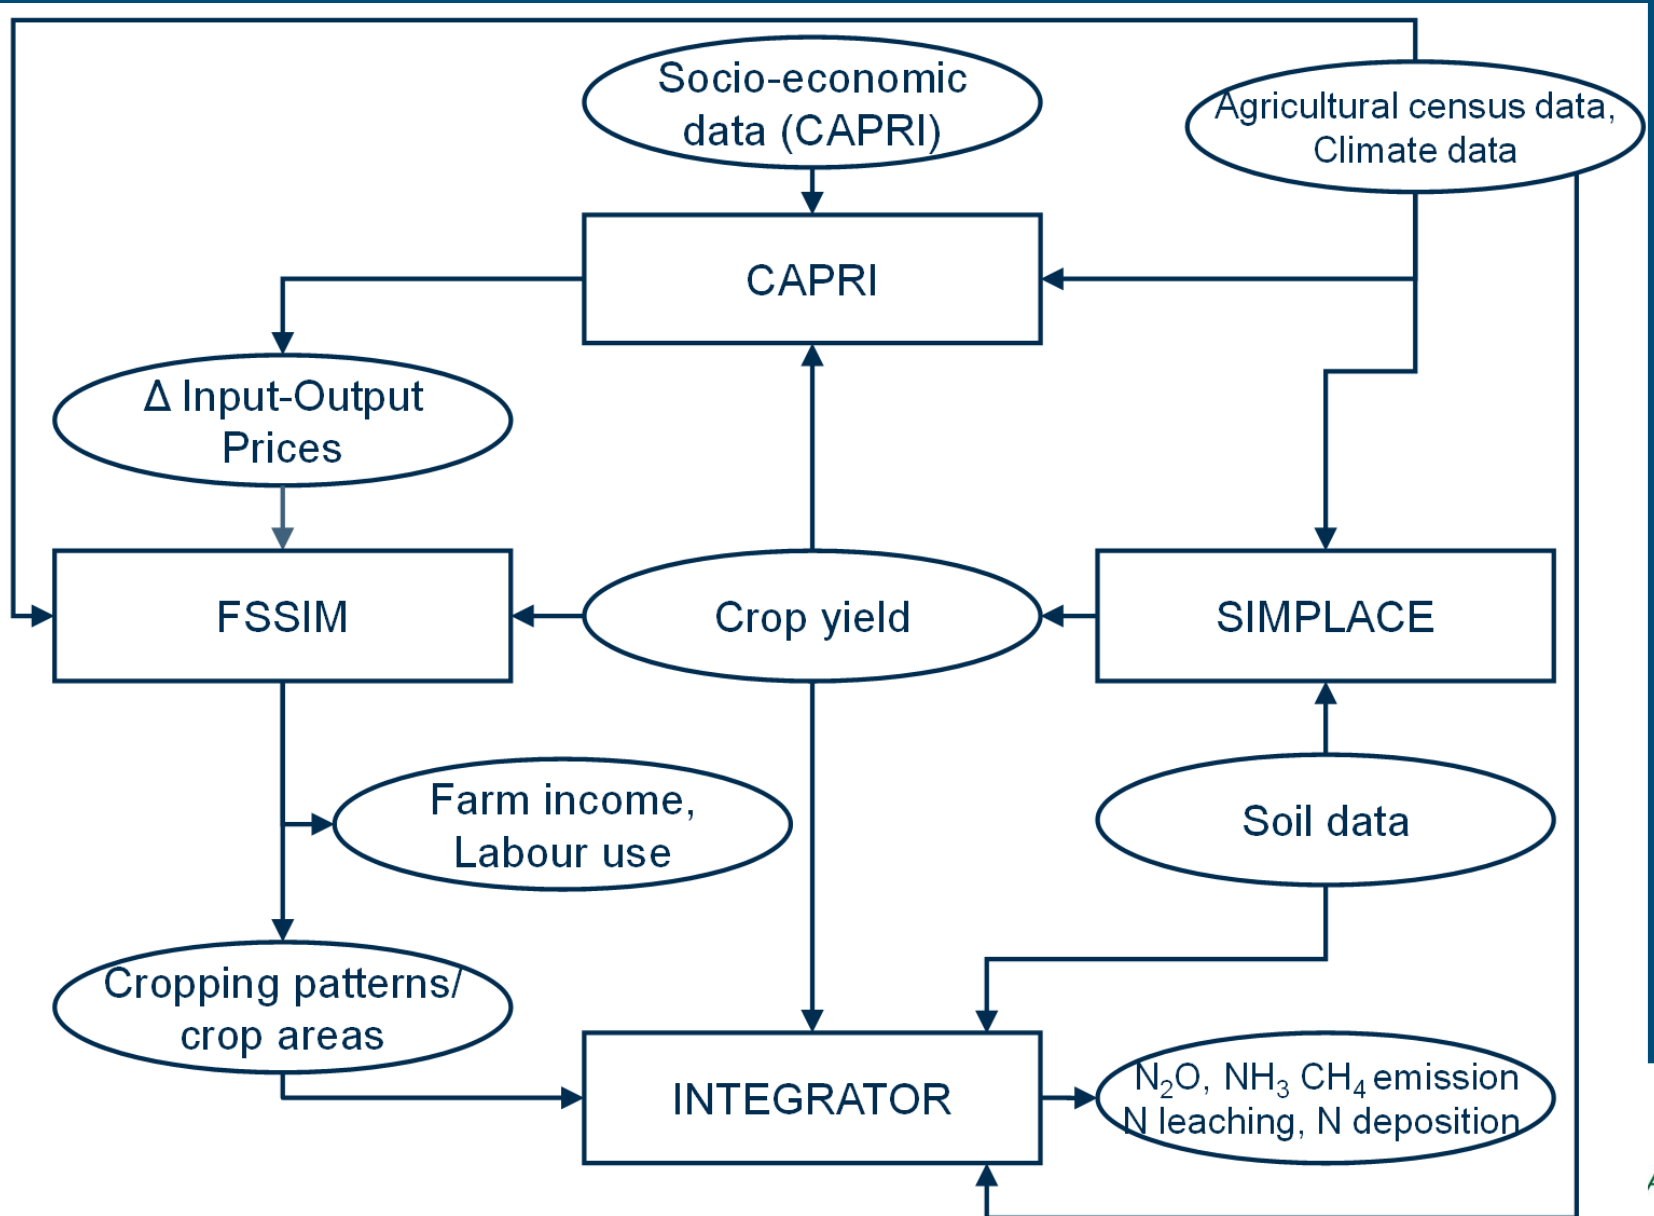 Socio-economic
data (CAPRI)
Agricultural census data,
Climate data
CAPRI
Δ Input-Output
Prices
FSSIM
Crop yield
SIMPLACE
Farm income,
Labour use
Soil data
Cropping patterns/
crop areas
INTEGRATOR
N₂O, NH₃ CH₄ emission
N leaching, N deposition